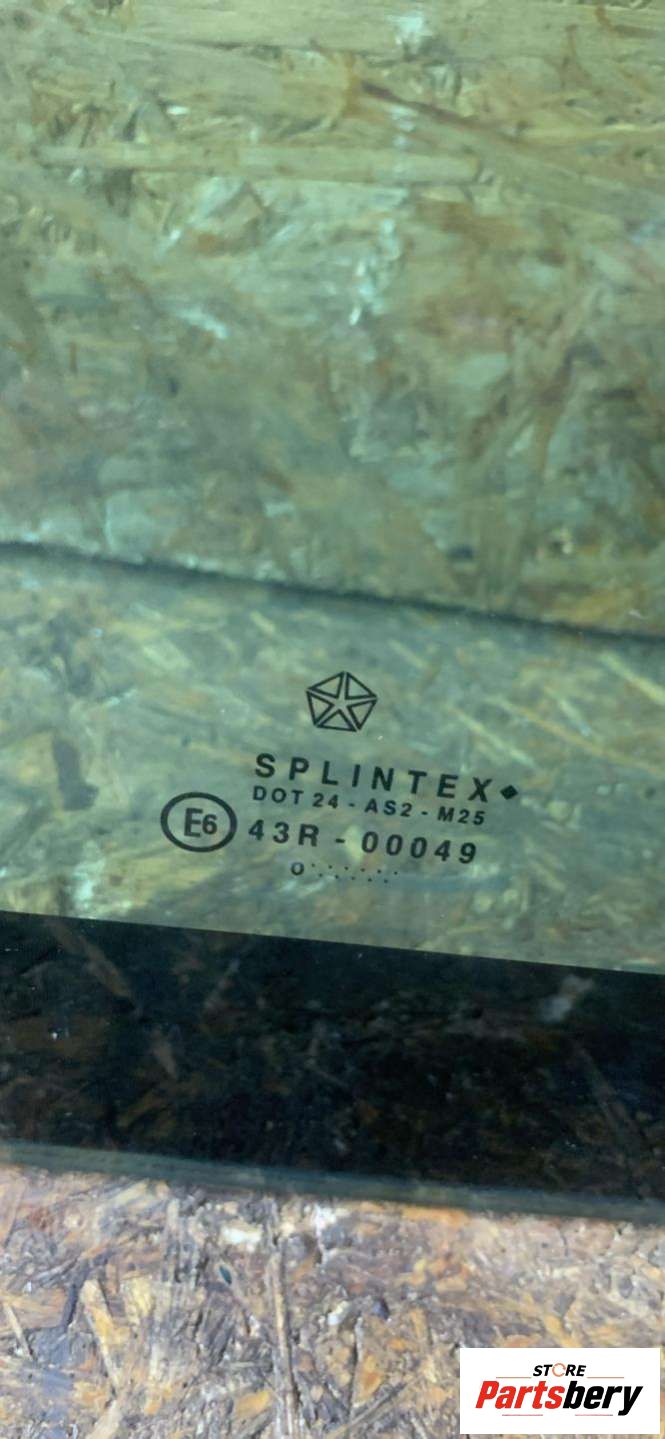 SPLINTEX
DOT 24 - AS2 - M25
E6 43R - 00049
STORE
Partsbery